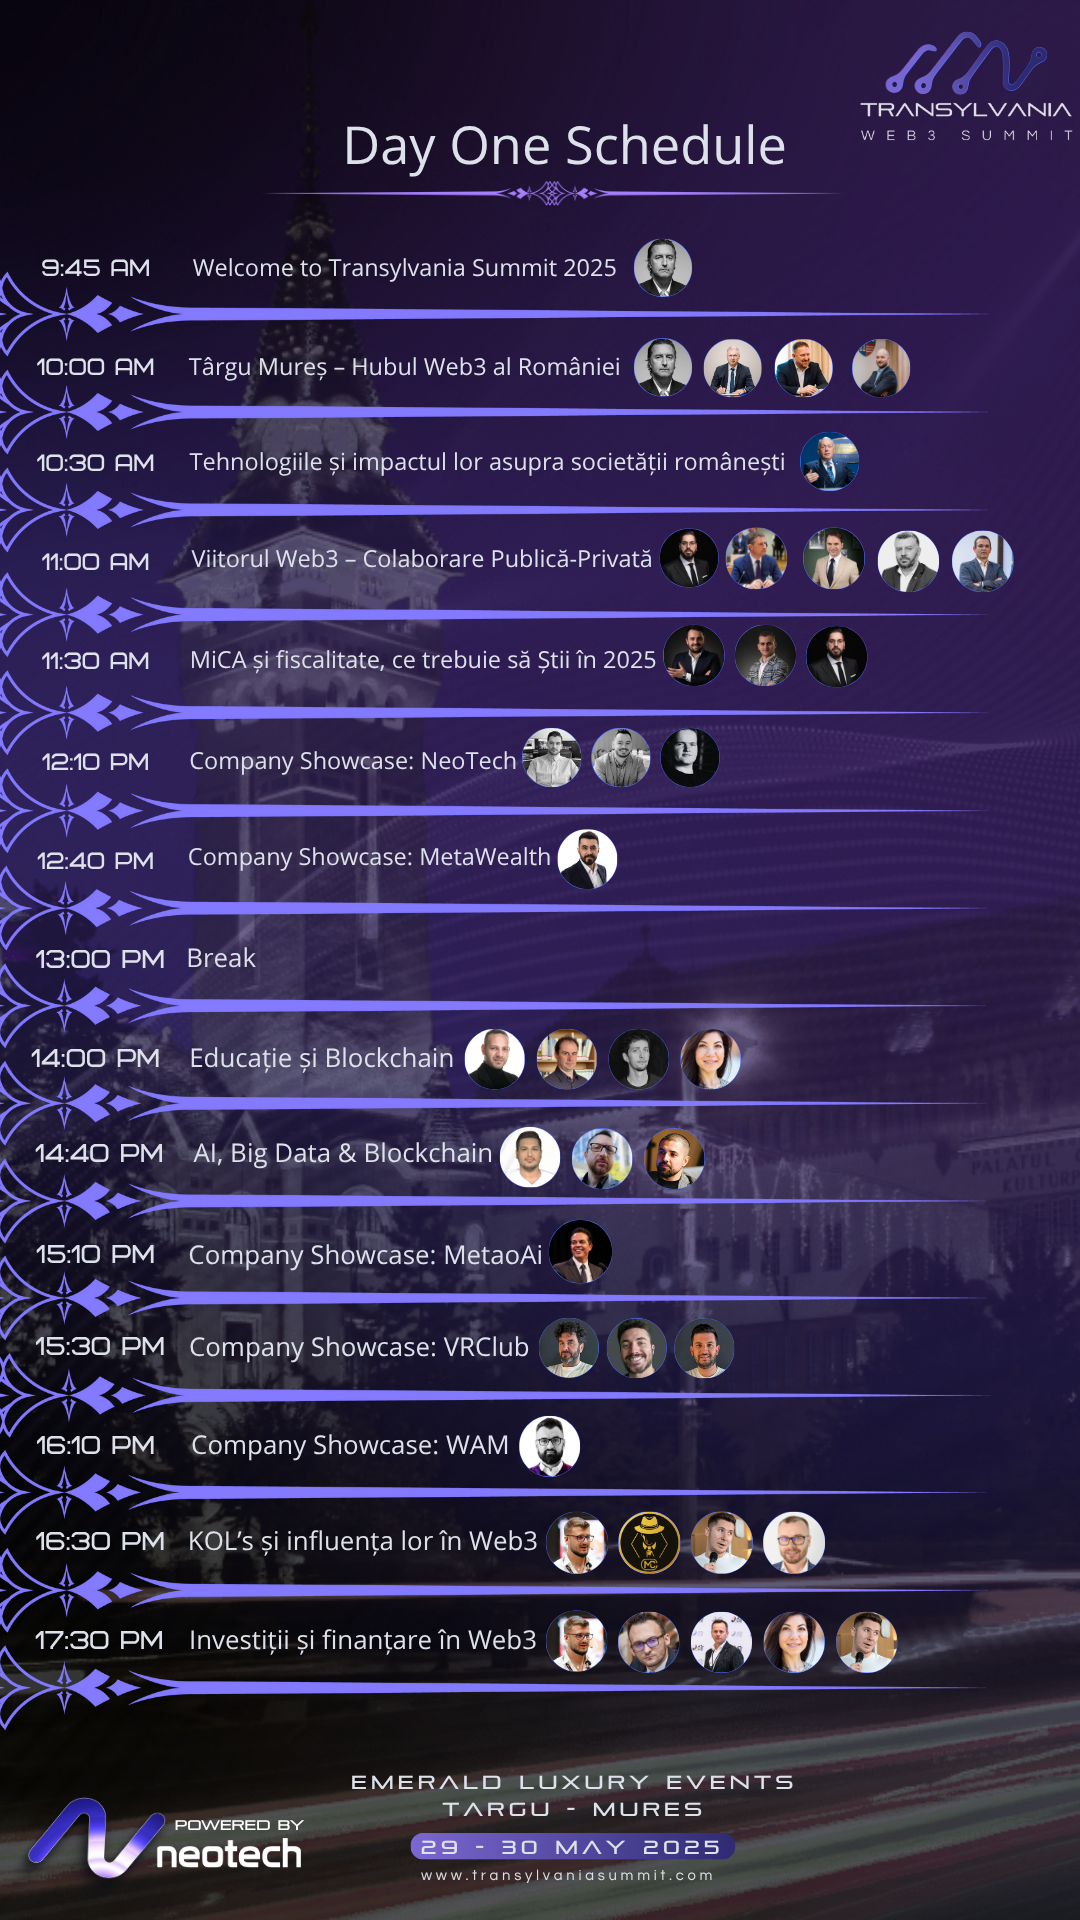 TRANSYLVANIA
WEB3 SUMMIT
Day One Schedule
9:45 AM Welcome to Transylvania Summit 2025
10:00 AM Târgu Mureș – Hubul Web3 al României
10:30 AM Tehnologiile și impactul lor asupra societății românești
11:00 AM Viitorul Web3 – Colaborare Publică-Privată
11:30 AM MiCA și fiscalitate, ce trebuie să Știi în 2025
12:10 PM Company Showcase: NeoTech
12:40 PM Company Showcase: MetaWealth
13:00 PM Break
14:00 PM Educație și Blockchain
14:40 PM AI, Big Data & Blockchain
PALATUL
KULTURP
15:10 PM Company Showcase: MetaoAi
15:30 PM Company Showcase: VRClub
16:10 PM Company Showcase: WAM
16:30 PM KOL’s și influența lor în Web3
MC
17:30 PM Investiții și finanțare în Web3
EMERALD LUXURY EVENTS
TARGU - MURES
29 - 30 MAY 2025
www.transylvaniasummit.com
POWERED BY
neotech